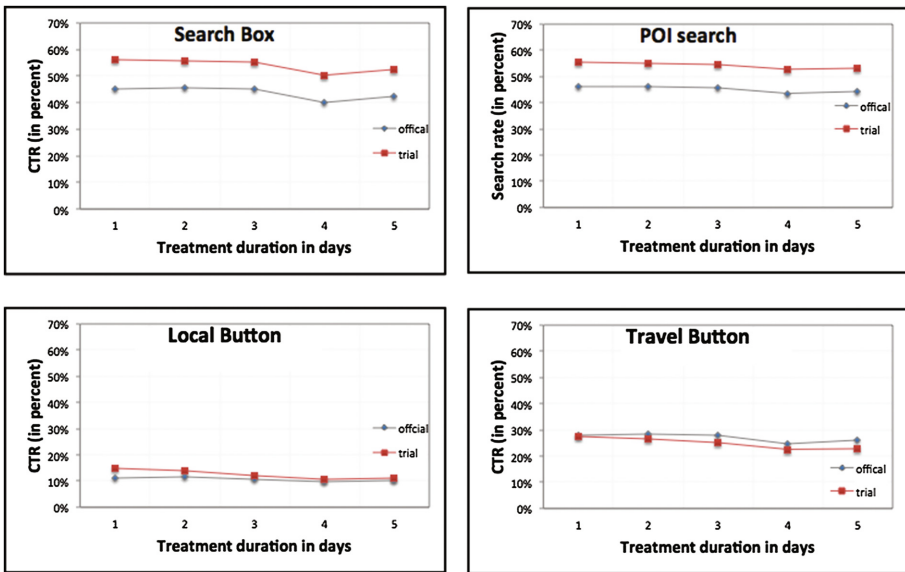 Search Box
70%
60%
50%
40%
30%
20%
10%
0%
CTR (in percent)
offical
trial
1 2 3 4 5
Treatment duration in days
POI search
70%
60%
50%
40%
30%
20%
10%
0%
Search rate (in percent)
offical
trial
1 2 3 4 5
Treatment duration in days
Local Button
70%
60%
50%
40%
30%
20%
10%
0%
CTR (in percent)
offcial
trial
1 2 3 4 5
Treatment duration in days
Travel Button
70%
60%
50%
40%
30%
20%
10%
0%
CTR (in percent)
offical
trial
1 2 3 4 5
Treatment duration in days